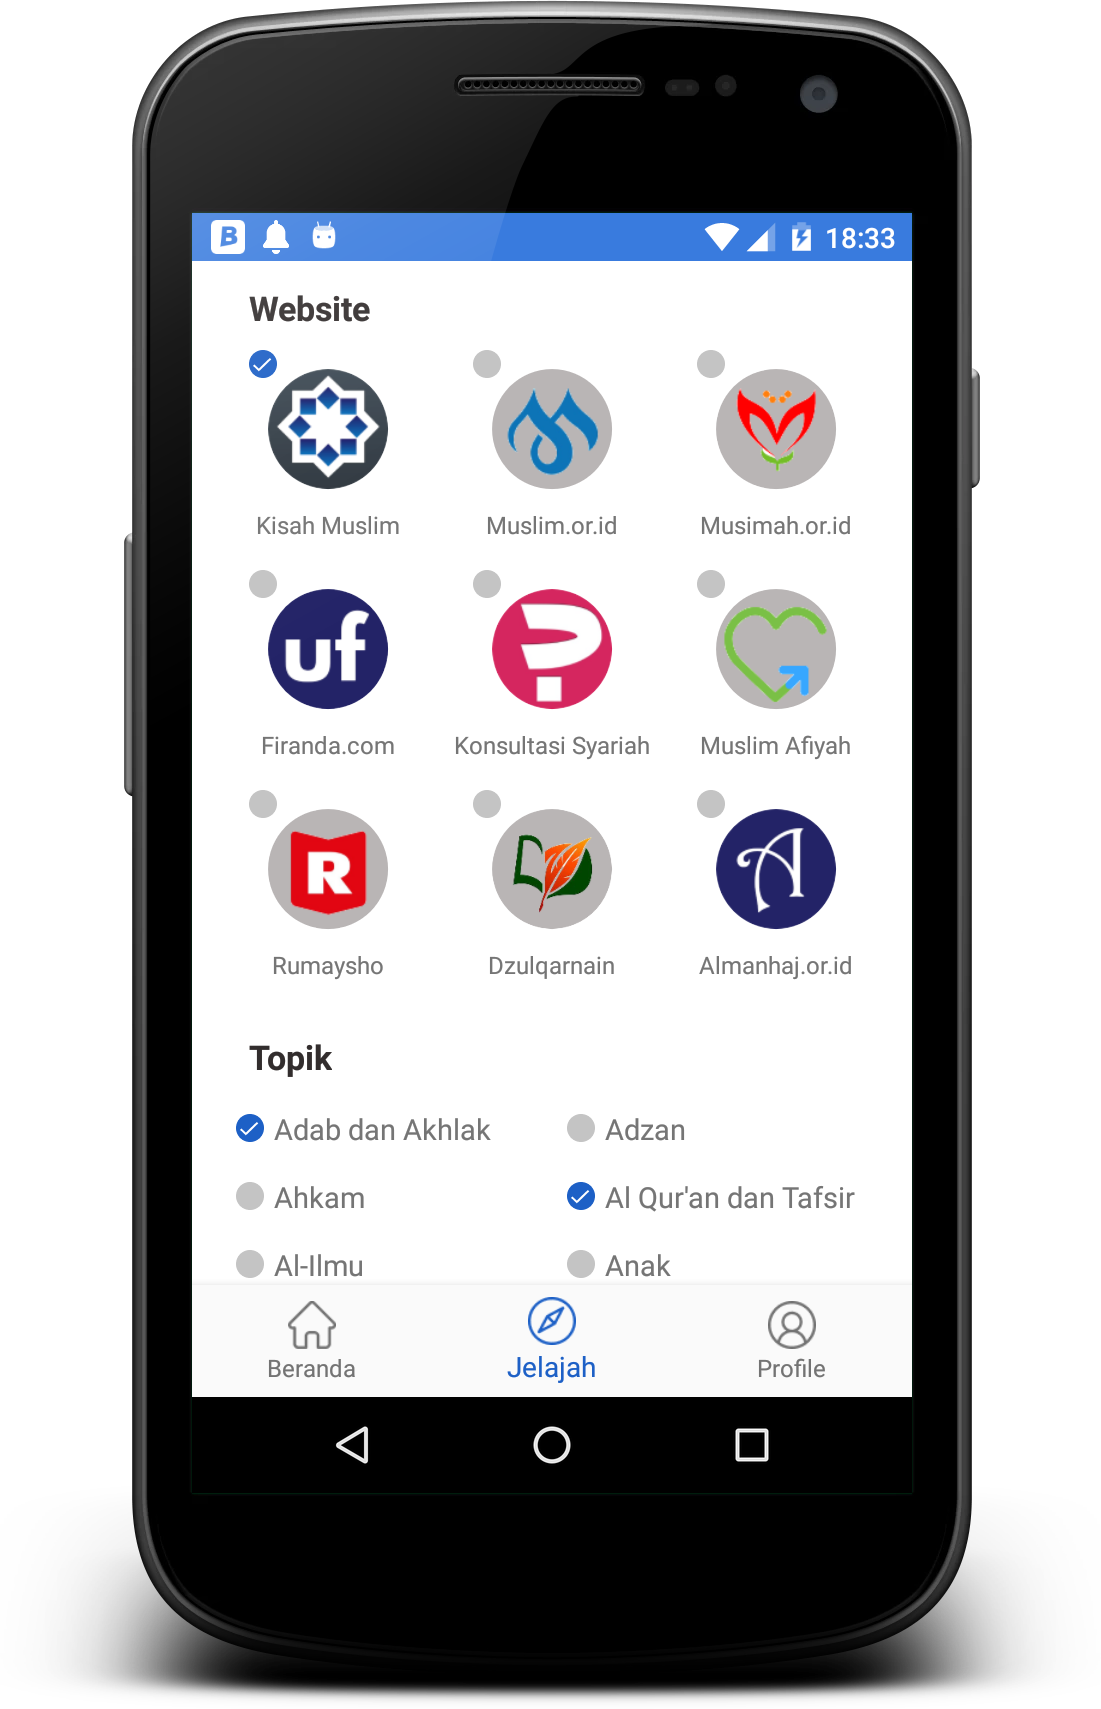 B 18:33
Website
Kisah Muslim Muslim.or.id Musimah.or.id
uf
Firanda.com Konsultasi Syariah Muslim Afiyah
R A
Rumaysho Dzulqarnain Almanhaj.or.id
Topik
Adab dan Akhlak Adzan
Ahkam Al Qur'an dan Tafsir
Al-Ilmu Anak
Beranda Jelajah Profile